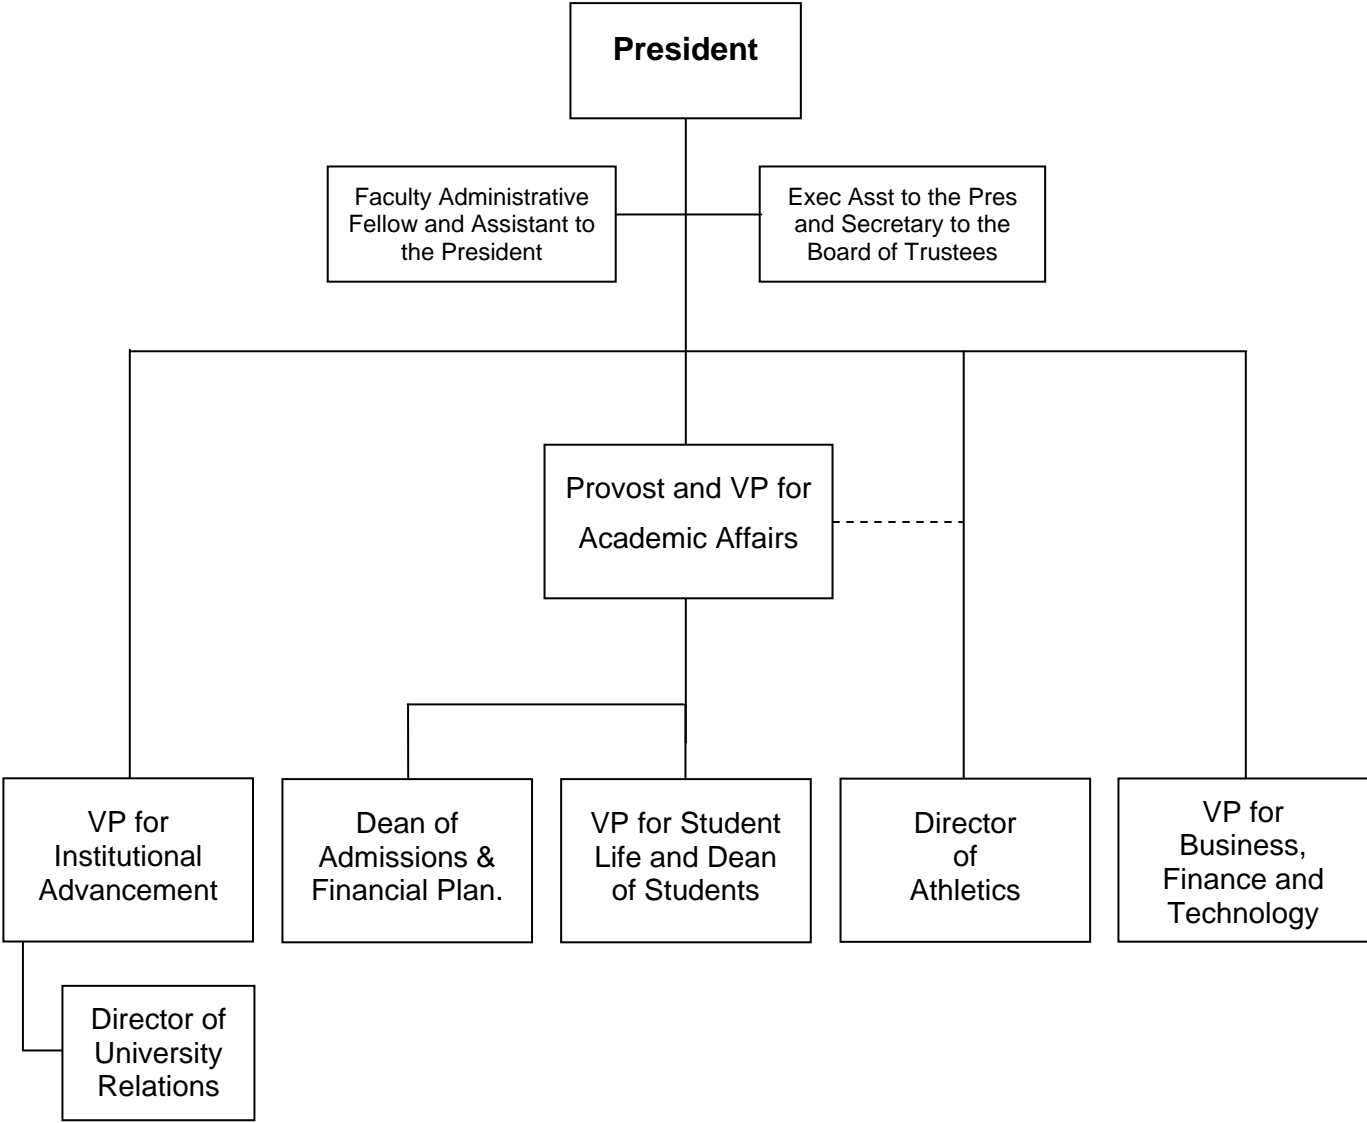 President
Faculty Administrative
Fellow and Assistant to
the President
Exec Asst to the Pres
and Secretary to the
Board of Trustees
Provost and VP for
Academic Affairs
VP for
Institutional
Advancement
Dean of
Admissions &
Financial Plan.
VP for Student
Life and Dean
of Students
Director
of
Athletics
VP for
Business,
Finance and
Technology
Director of
University
Relations